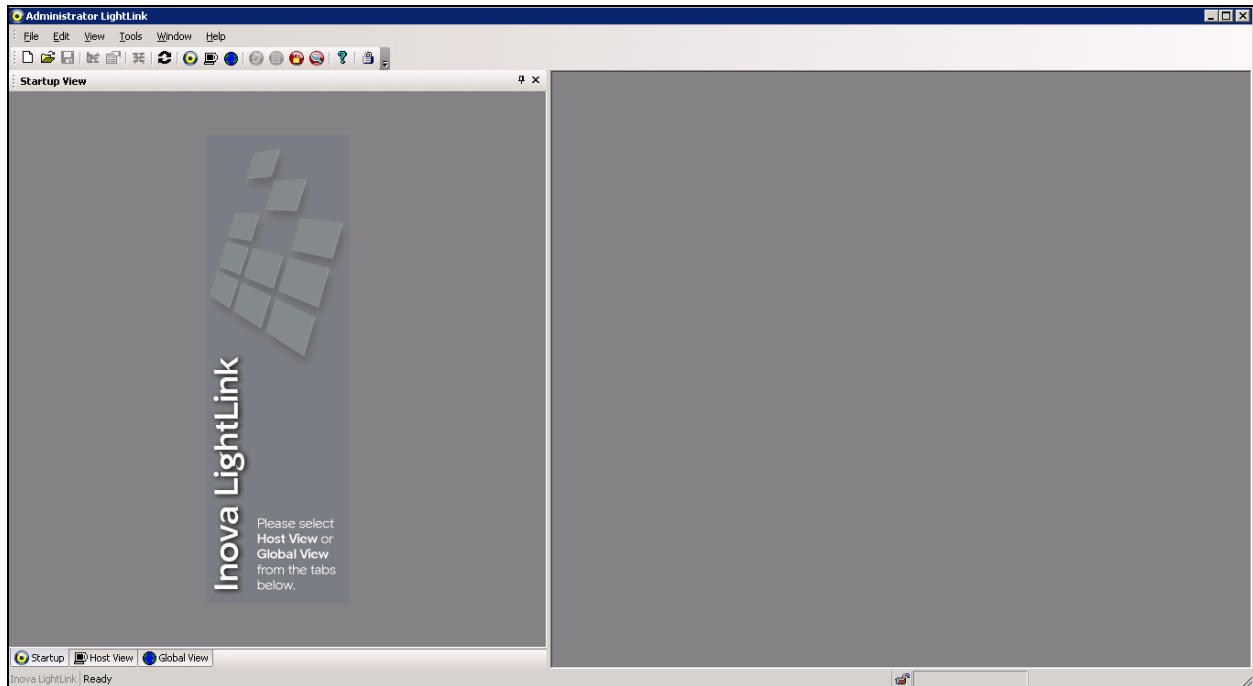 Administrator LightLink
File Edit View Tools Window Help
Startup View
Inova LightLink
Please select
Host View or
Global View
from the tabs
below.
Startup Host View Global View
Inova LightLink Ready